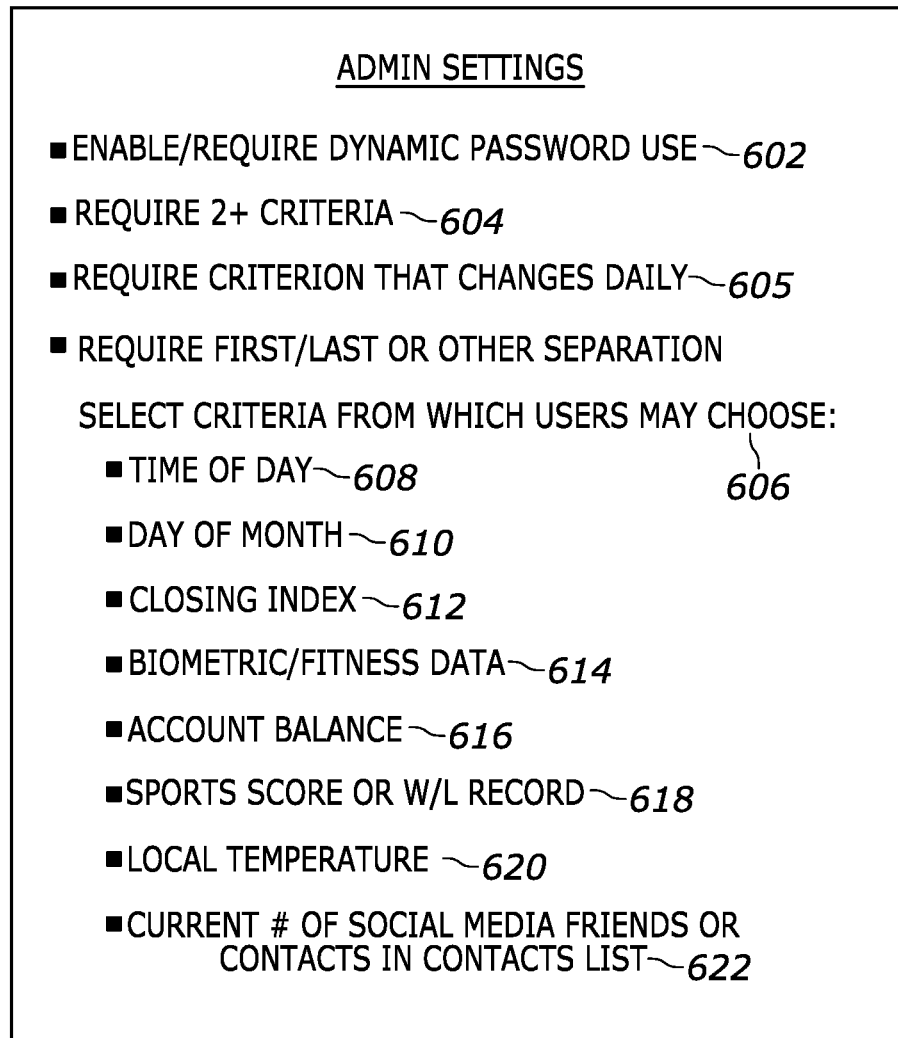 ADMIN SETTINGS
■ ENABLE/REQUIRE DYNAMIC PASSWORD USE 602
■ REQUIRE 2+ CRITERIA 604
■ REQUIRE CRITERION THAT CHANGES DAILY 605
■ REQUIRE FIRST/LAST OR OTHER SEPARATION
SELECT CRITERIA FROM WHICH USERS MAY CHOOSE:
606
■ TIME OF DAY 608
■ DAY OF MONTH 610
■ CLOSING INDEX 612
■ BIOMETRIC/FITNESS DATA 614
■ ACCOUNT BALANCE 616
■ SPORTS SCORE OR W/L RECORD 618
■ LOCAL TEMPERATURE 620
■ CURRENT # OF SOCIAL MEDIA FRIENDS OR
CONTACTS IN CONTACTS LIST 622